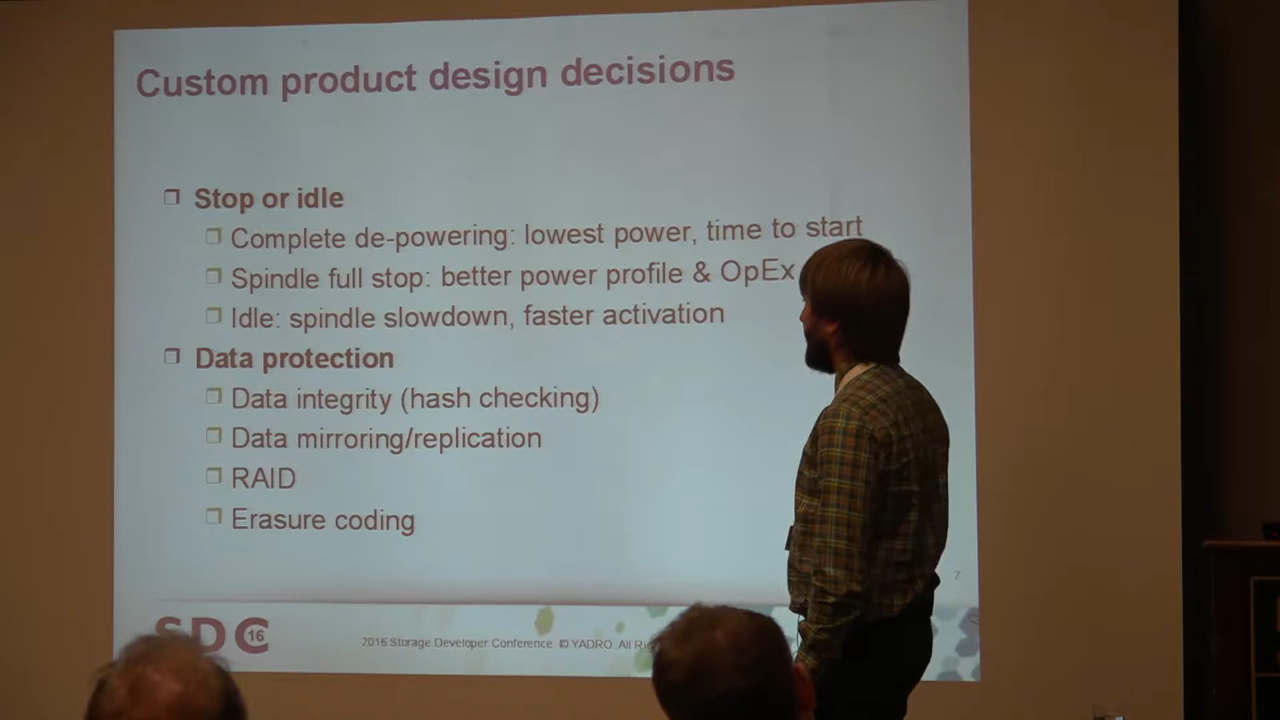 Custom product design decisions
Stop or idle
Complete de-powering: lowest power, time to start
Spindle full stop: better power profile & OpEx
Idle: spindle slowdown, faster activation
Data protection
Data integrity (hash checking)
Data mirroring/replication
RAID
Erasure coding
7
SDC 16
2016 Storage Developer Conference. © YADRO. All